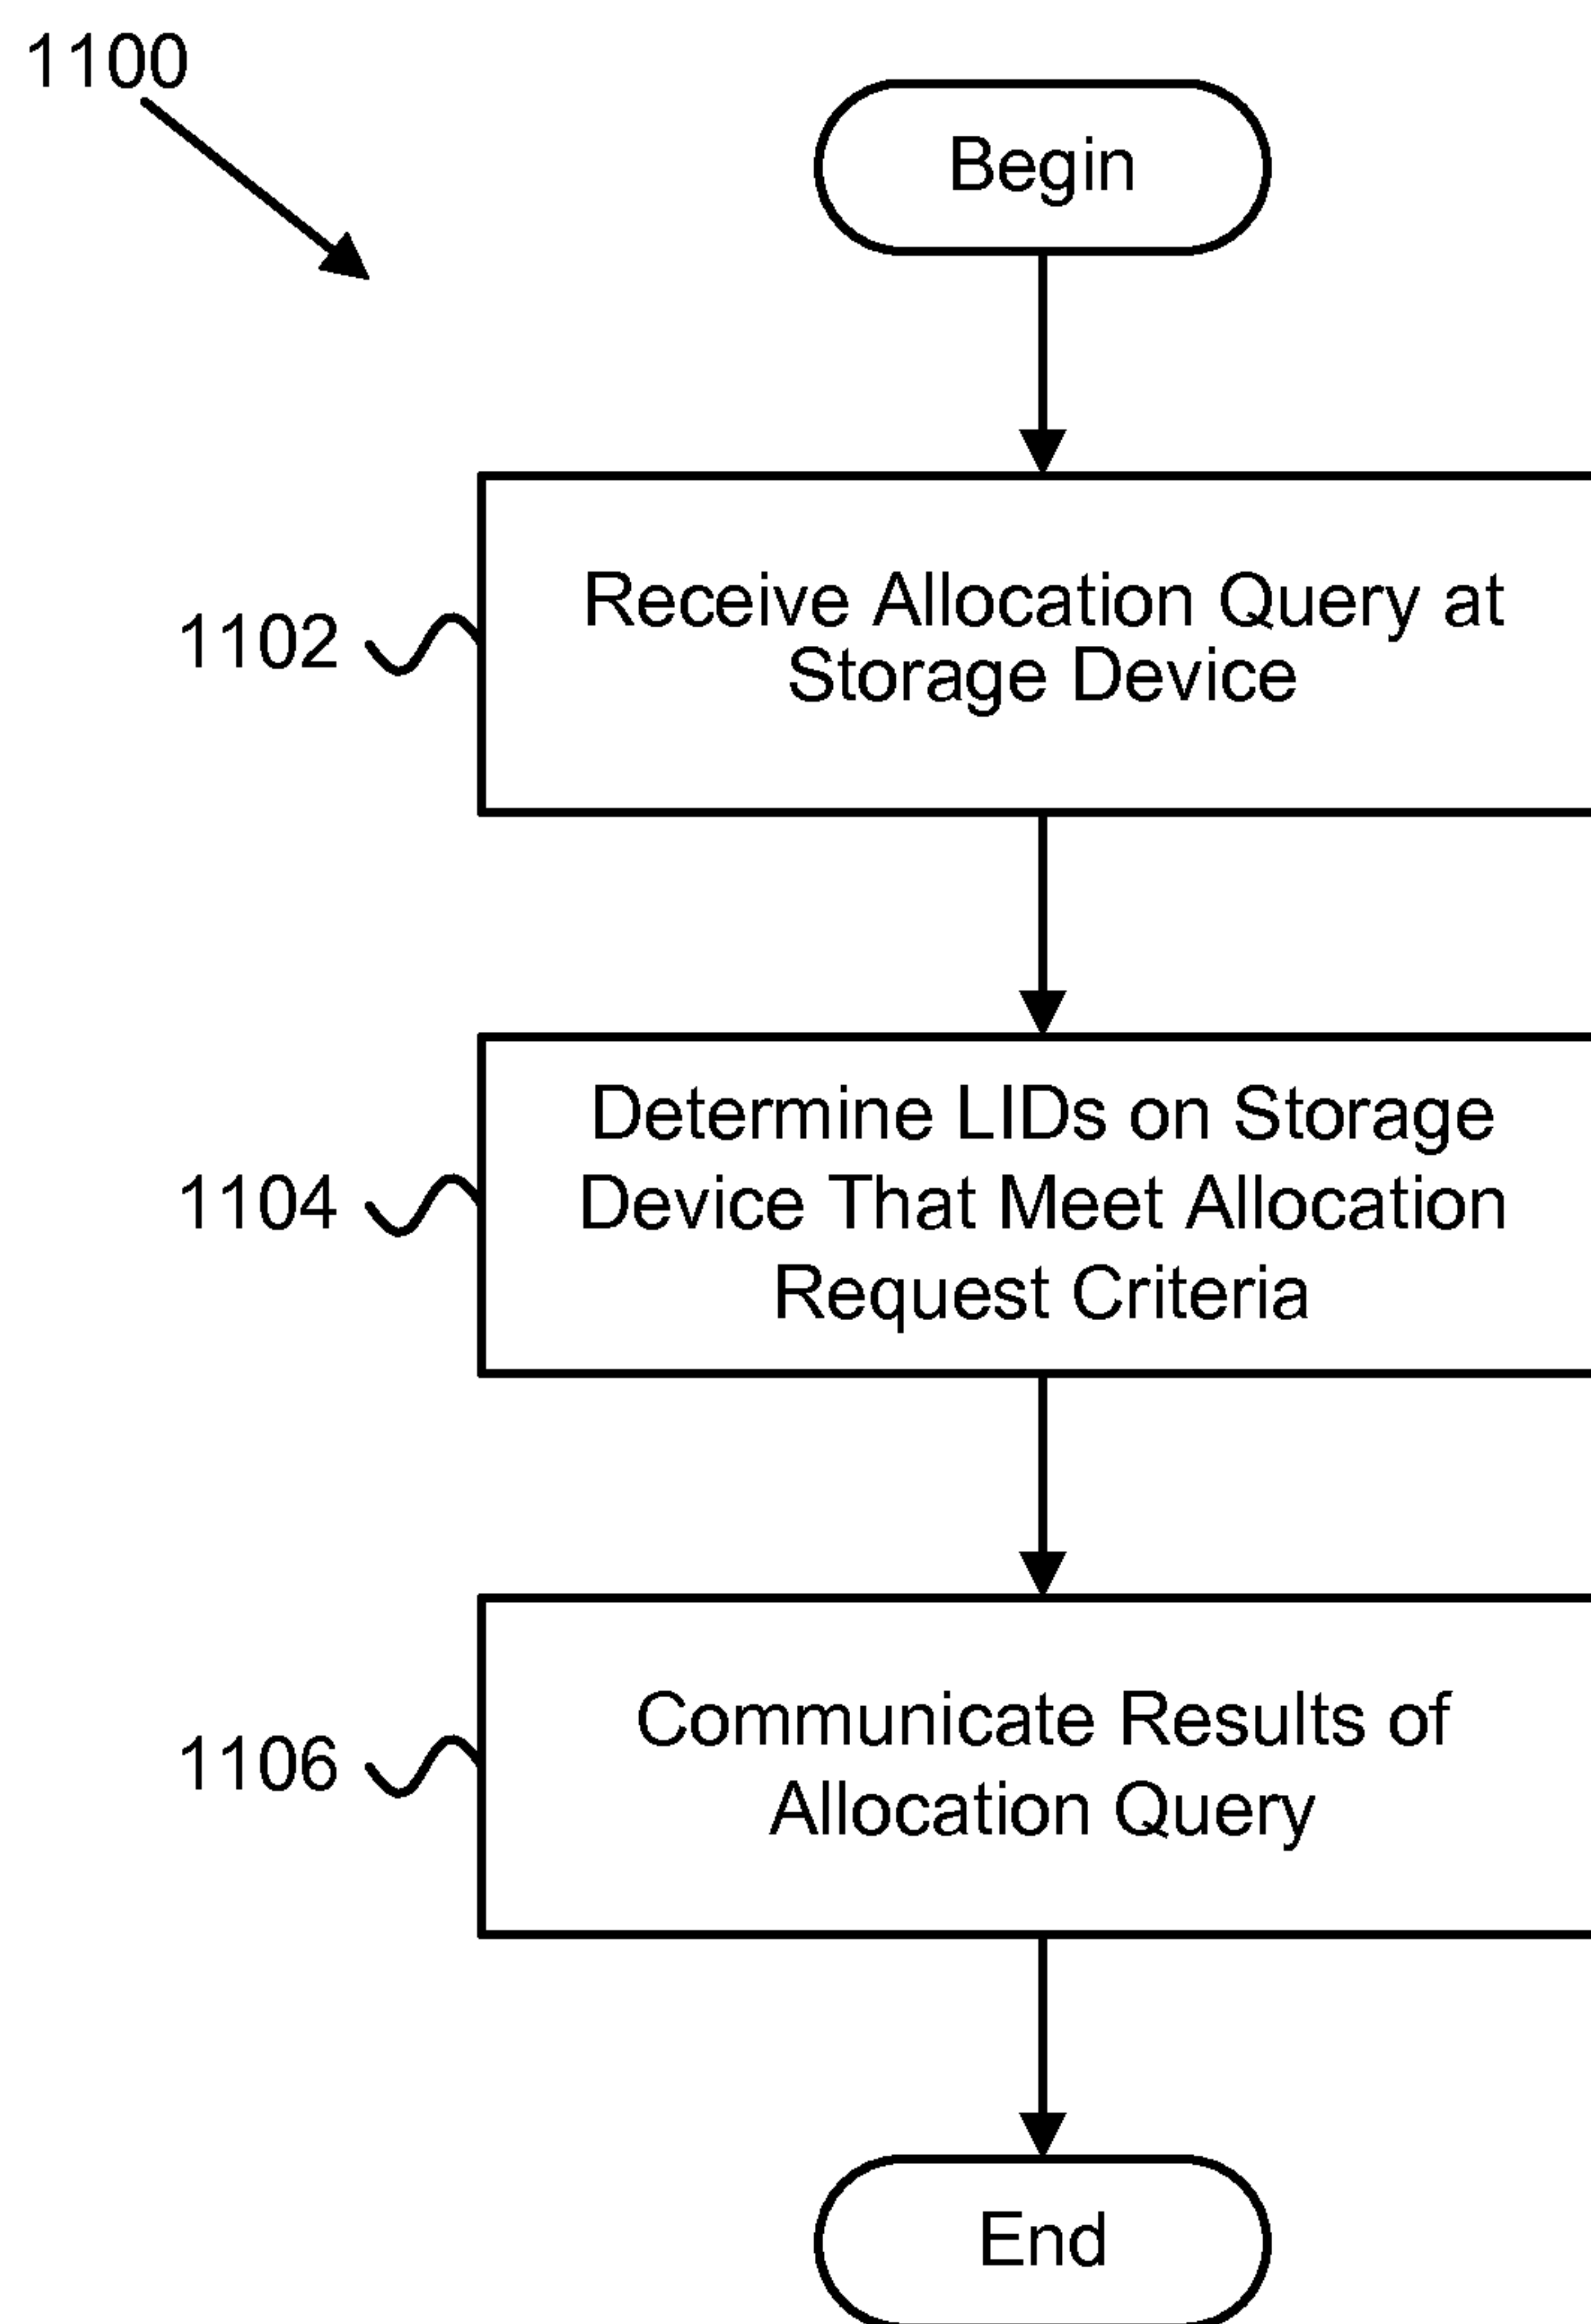 1100
Begin
1102
Receive Allocation Query at
Storage Device
1104
Determine LIDs on Storage
Device That Meet Allocation
Request Criteria
1106
Communicate Results of
Allocation Query
End